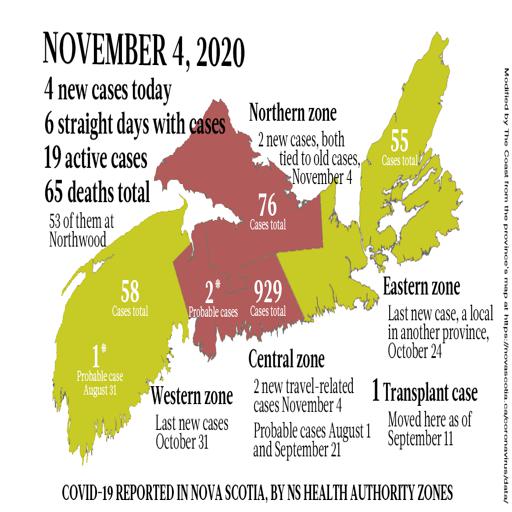 NOVEMBER 4, 2020
4 new cases today
6 straight days with cases
19 active cases
65 deaths total
53 of them at
Northwood
Northern zone
2 new cases, both
tied to old cases,
November 4
55
Cases total
76
Cases total
58
Cases total
2*
Probable cases
929
Cases total
1*
Probable case
August 31
Eastern zone
Last new case, a local
in another province,
October 24
Central zone
2 new travel-related
cases November 4
Probable cases August 1
and September 21
Western zone
Last new cases
October 31
1 Transplant case
Moved here as of
September 11
COVID-19 REPORTED IN NOVA SCOTIA, BY NS HEALTH AUTHORITY ZONES
Modified by The Coast from the province's map at https://novascotia.ca/coronavirus/data/